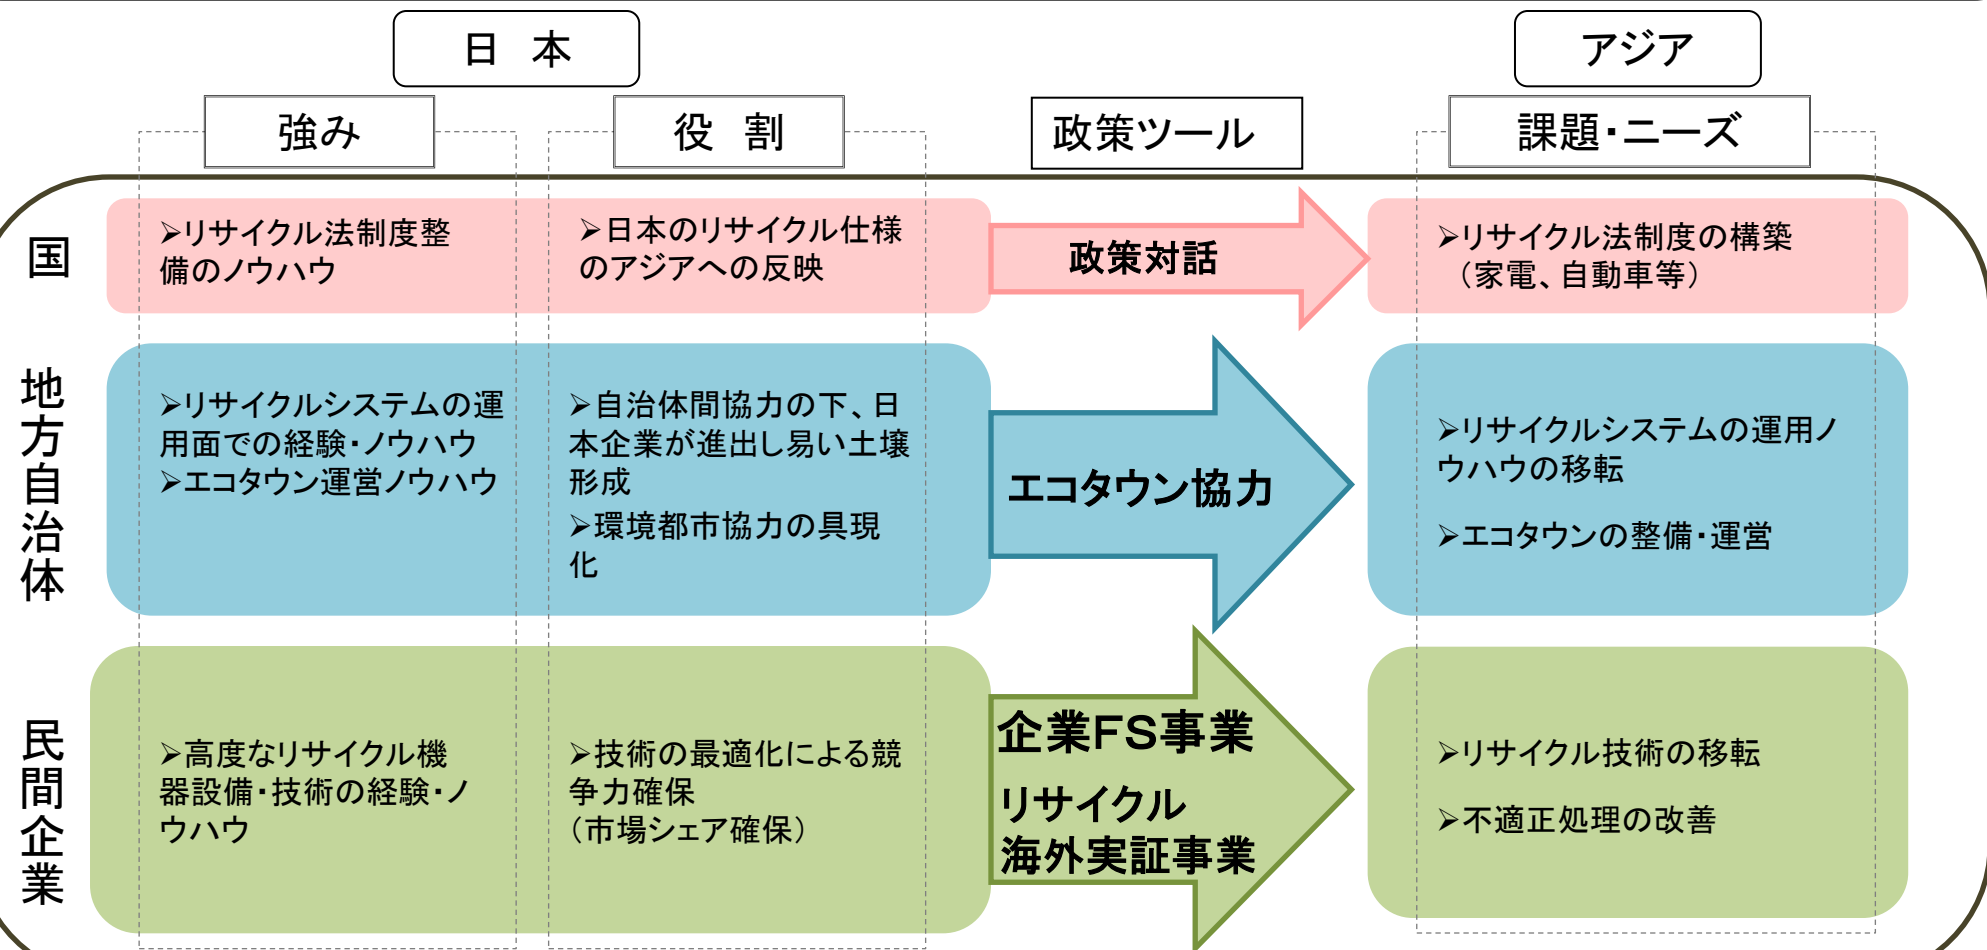 日 本
アジア
強み
役 割
政策ツール
課題・ニーズ
国
➢リサイクル法制度整
備のノウハウ
➢日本のリサイクル仕様
のアジアへの反映
政策対話
➢リサイクル法制度の構築
（家電、自動車等）
地方自治体
➢リサイクルシステムの運
用面での経験・ノウハウ
➢エコタウン運営ノウハウ
➢自治体間協力の下、日
本企業が進出し易い土壌
形成
➢環境都市協力の具現
化
エコタウン協力
➢リサイクルシステムの運用ノ
ウハウの移転
➢エコタウンの整備・運営
民間企業
➢高度なリサイクル機
器設備・技術の経験・ノ
ウハウ
➢技術の最適化による競
争力確保
（市場シェア確保）
企業FS事業
リサイクル
海外実証事業
➢リサイクル技術の移転
➢不適正処理の改善